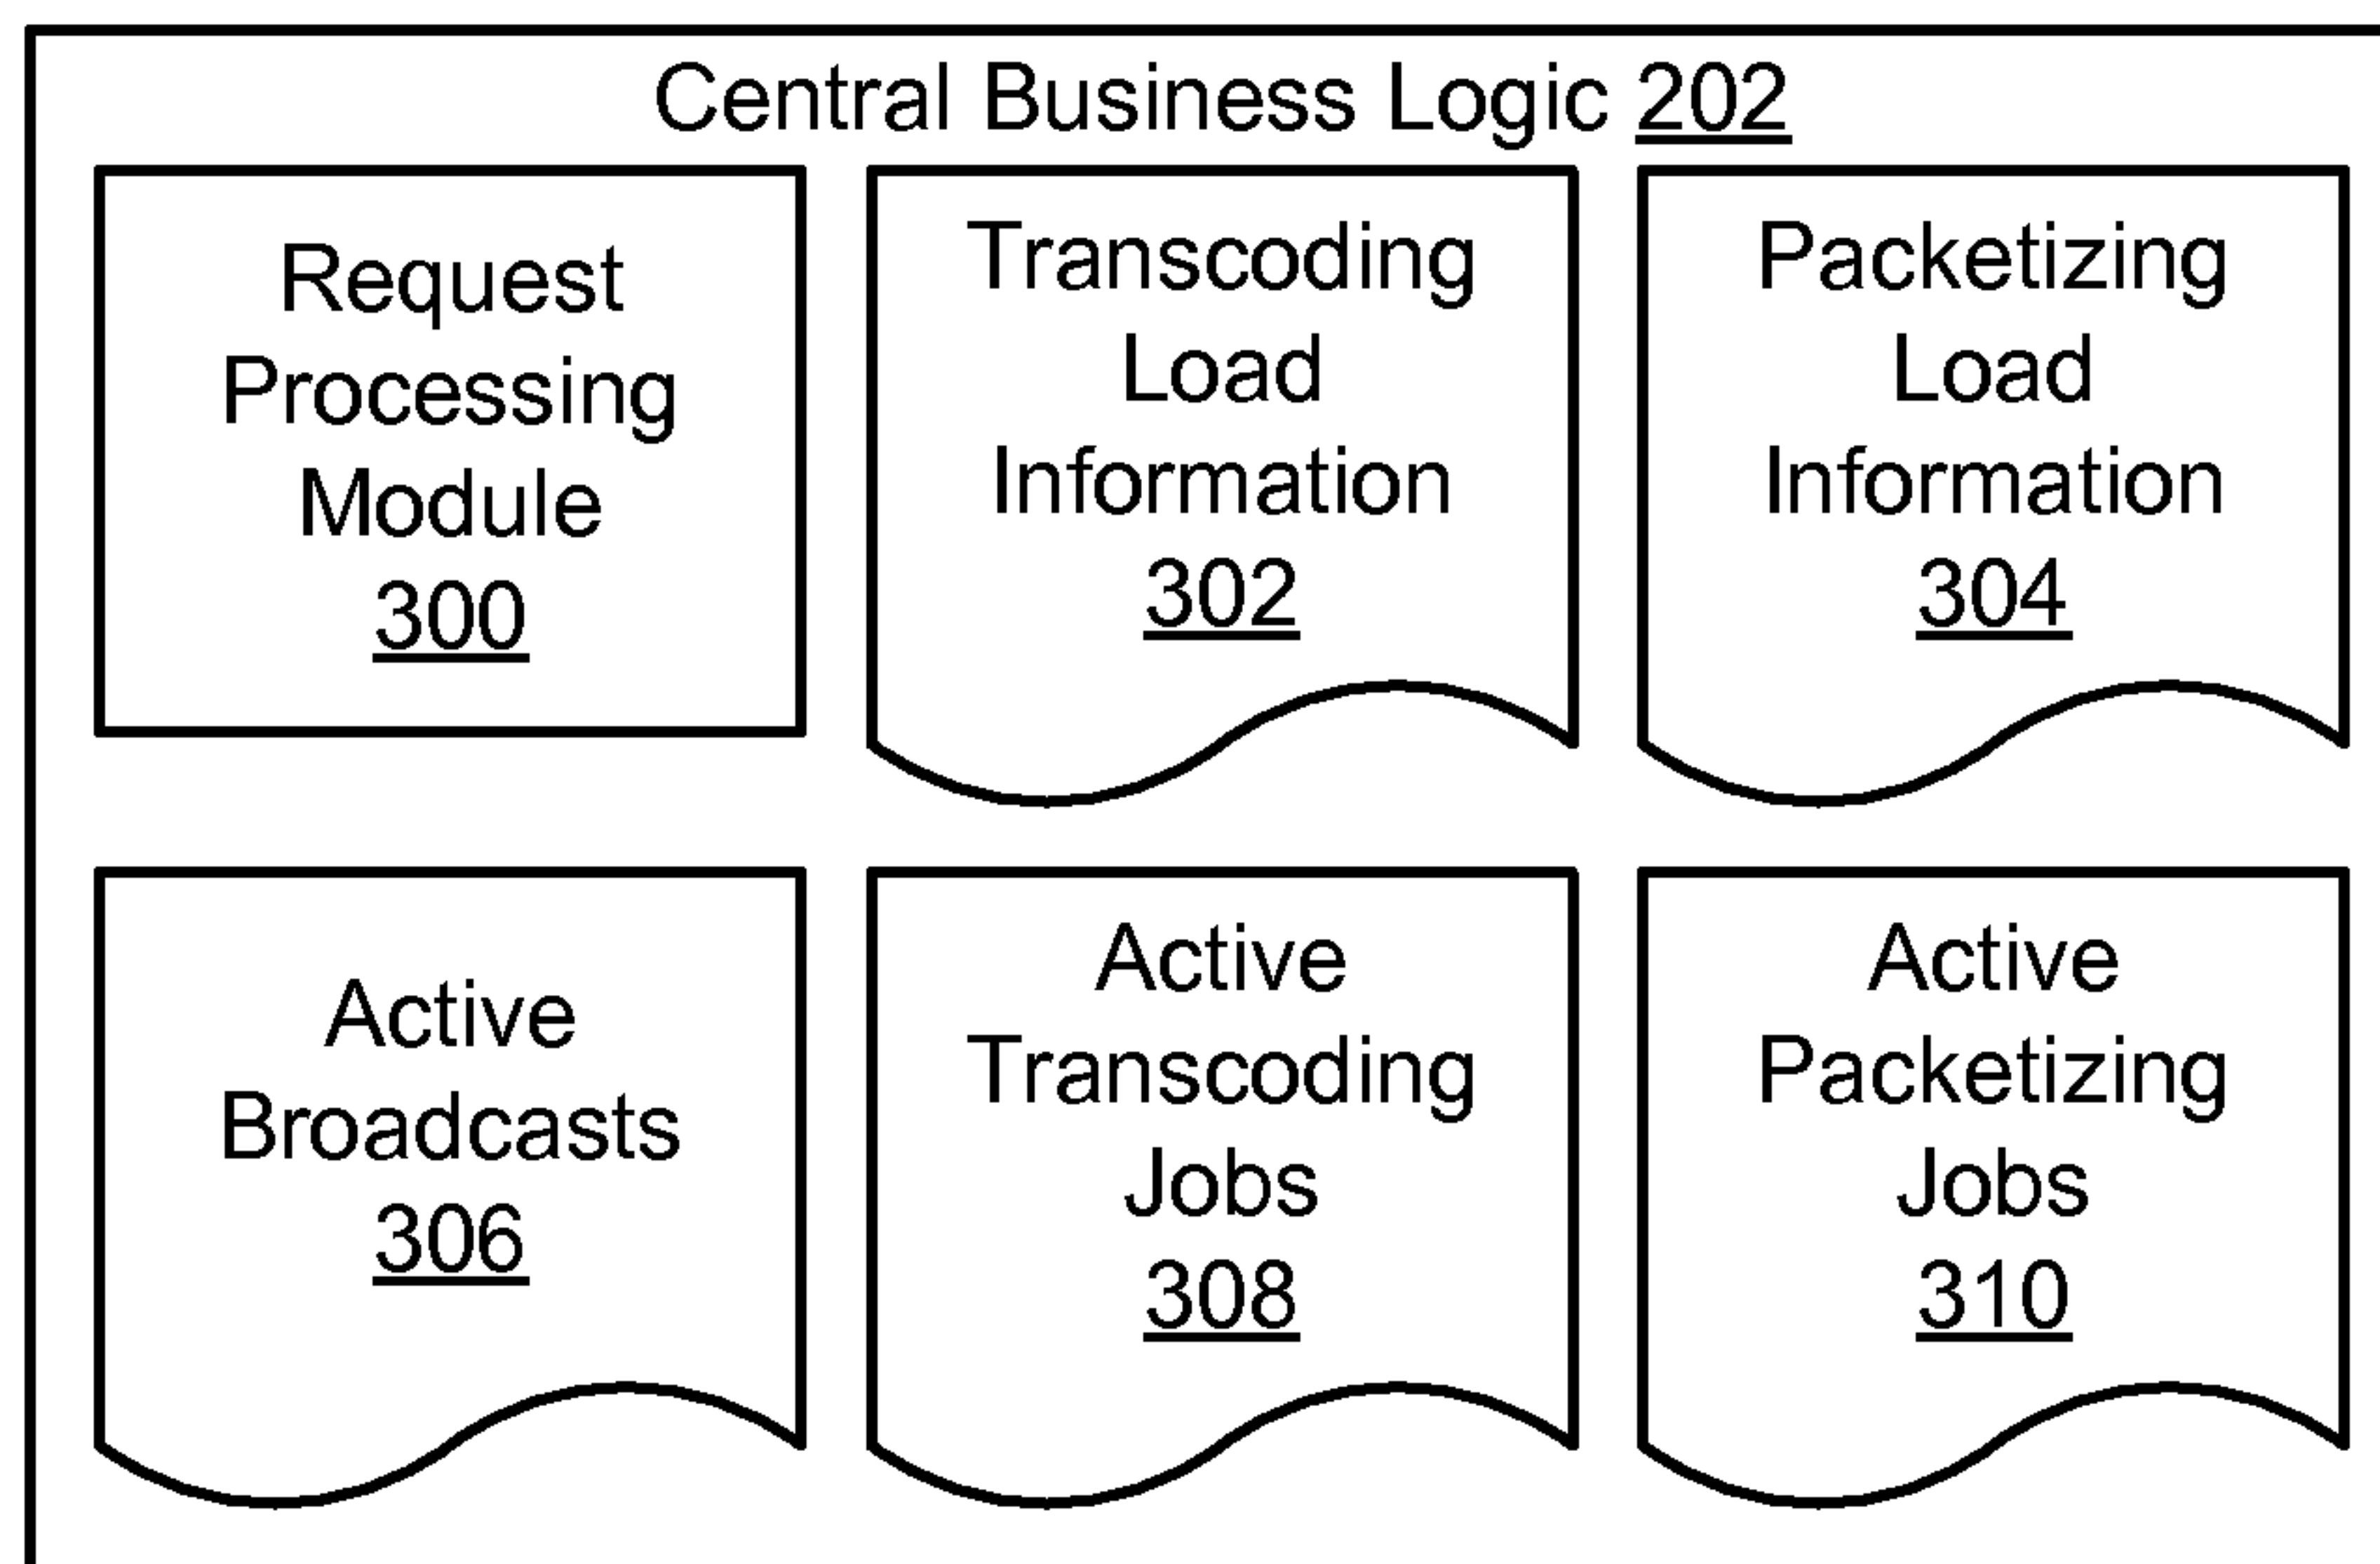 Central Business Logic 202
Request
Processing
Module
300
Transcoding
Load
Information
302
Packetizing
Load
Information
304
Active
Broadcasts
306
Active
Transcoding
Jobs
308
Active
Packetizing
Jobs
310